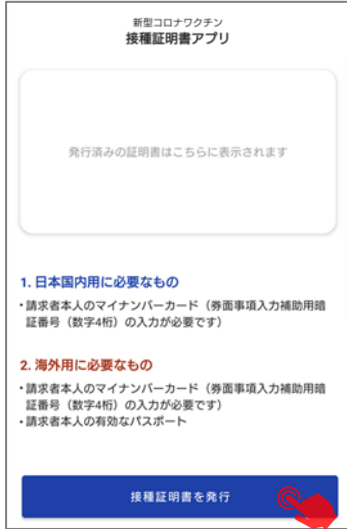 新型コロナワクチン
接種証明書アプリ
発行済みの証明書はこちらに表示されます
1. 日本国内用に必要なもの
・請求者本人のマイナンバーカード（券面事項入力補助用暗
証番号（数字4桁）の入力が必要です）
2. 海外用に必要なもの
・請求者本人のマイナンバーカード（券面事項入力補助用暗
証番号（数字4桁）の入力が必要です）
・請求者本人の有効なパスポート
接種証明書を発行